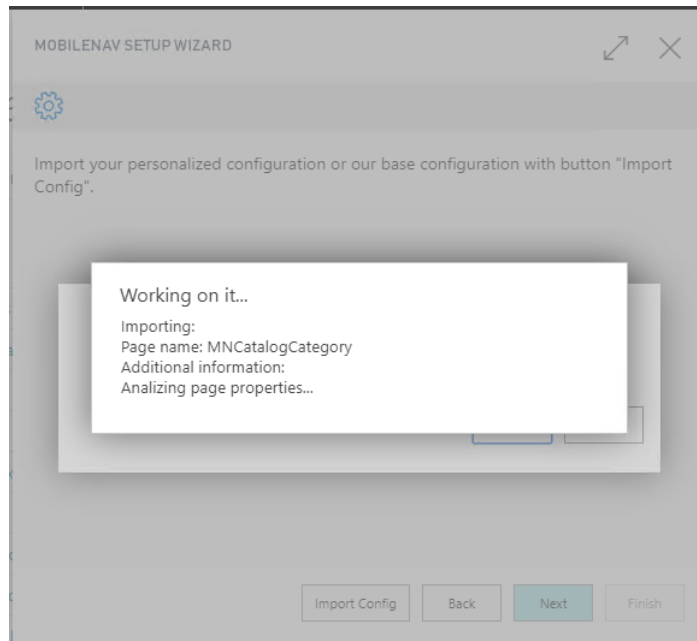 MOBILENAV SETUP WIZARD
Import your personalized configuration or our base configuration with button "Import
Config".
Working on it...
Importing:
Page name: MNCatalogCategory
Additional information:
Analizing page properties...
Import Config
Back
Next
Finish